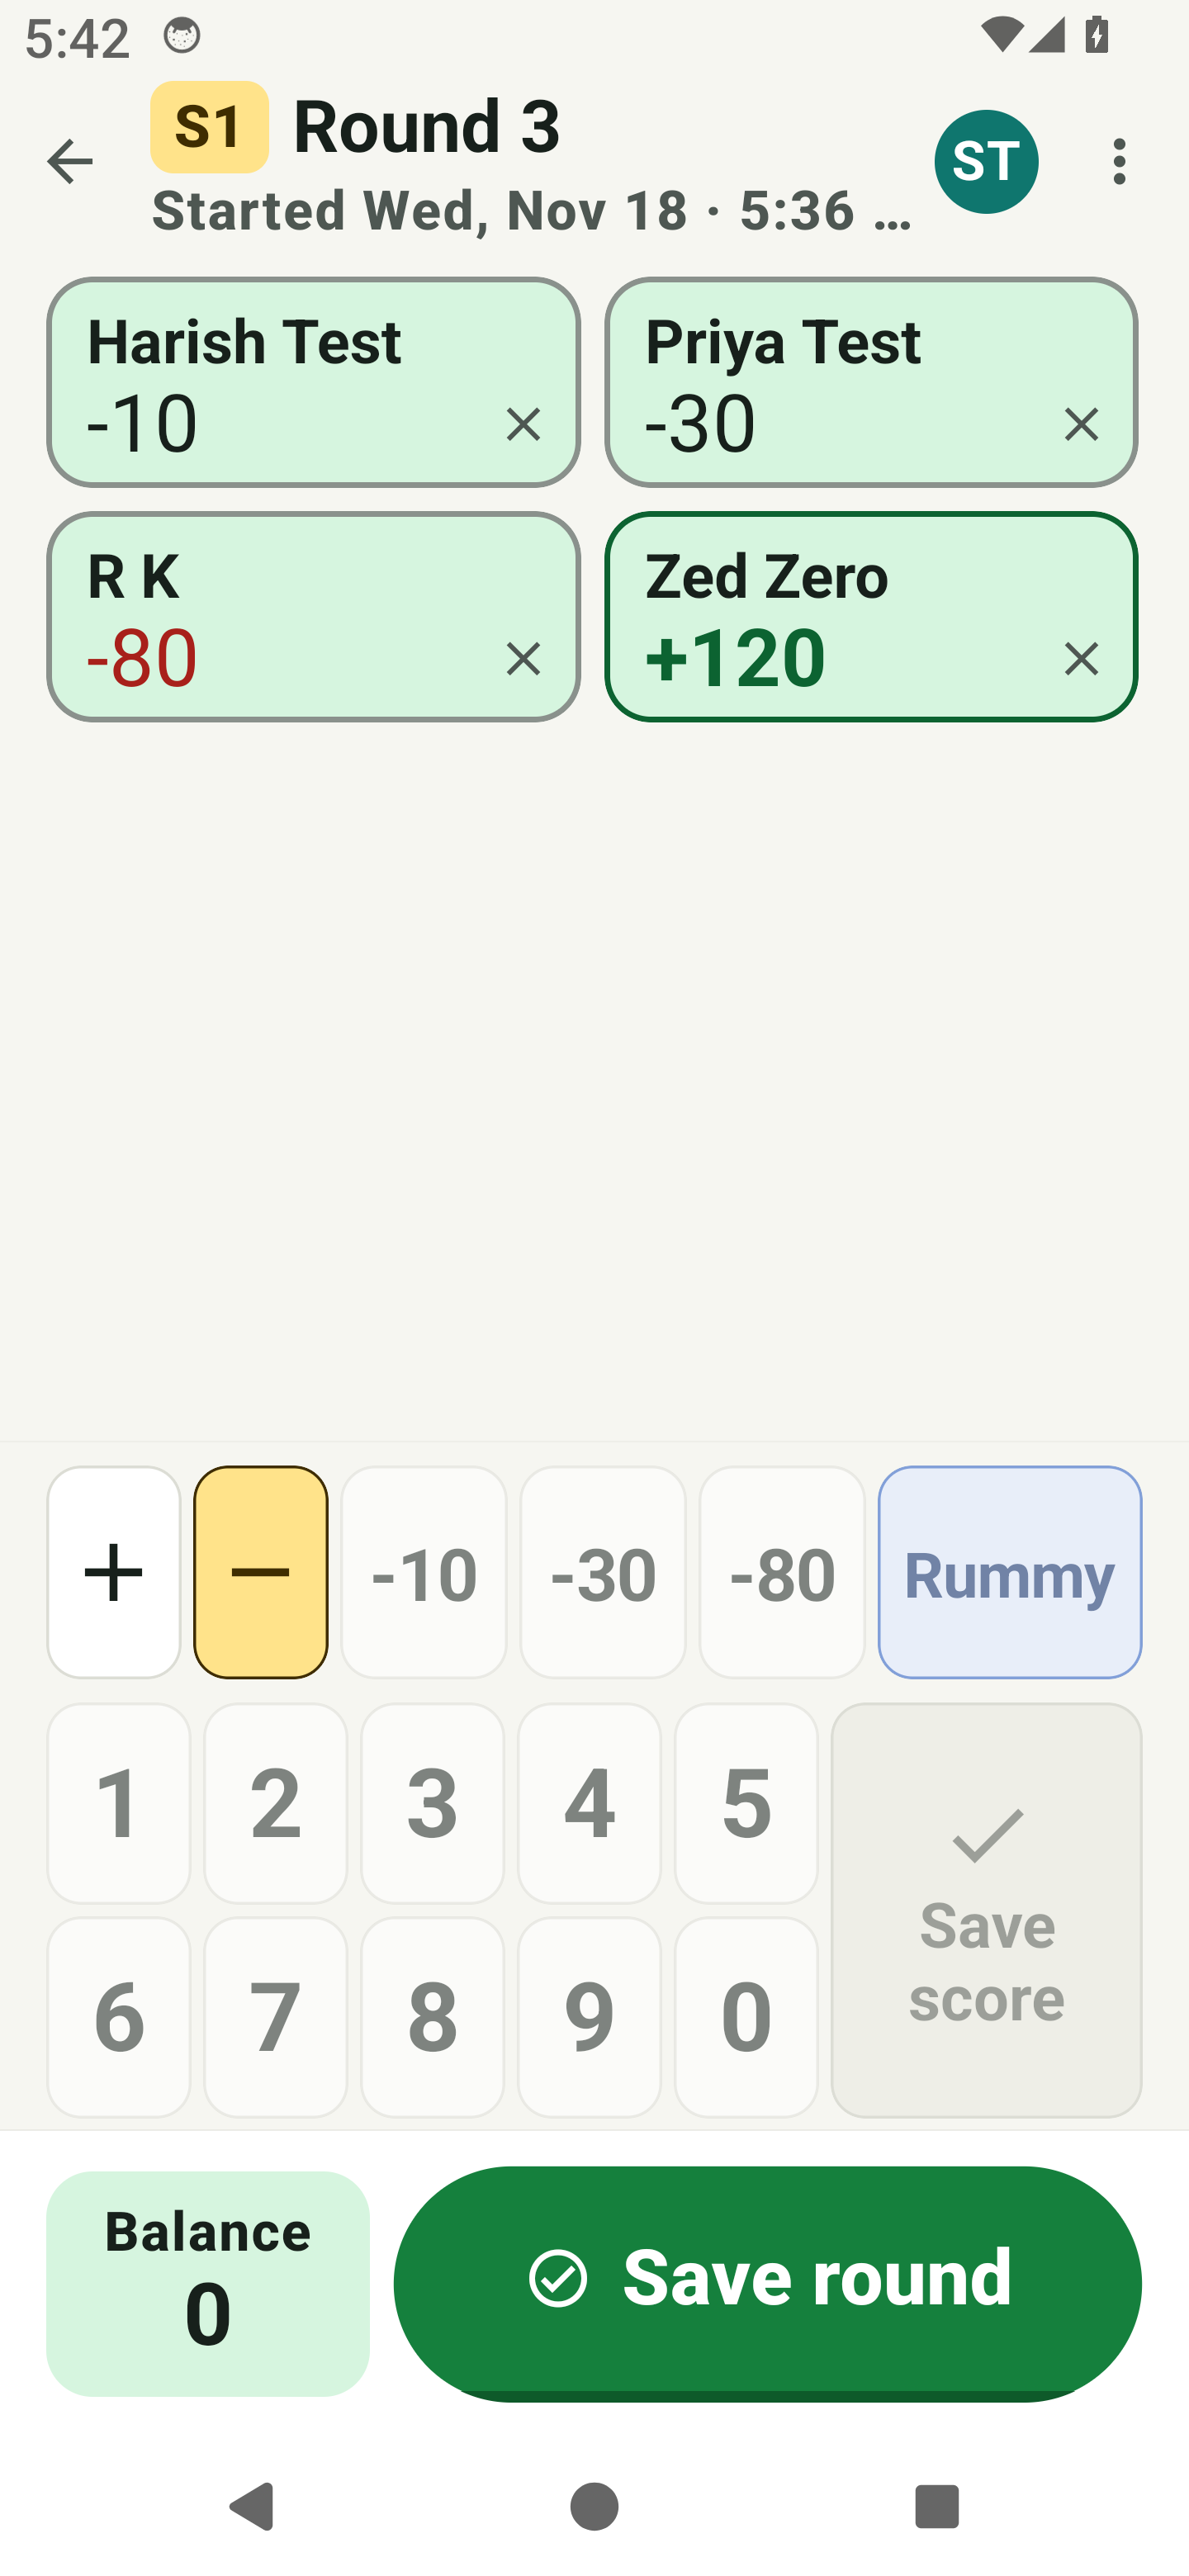 5:42
S1 Round 3
ST
Started Wed, Nov 18 · 5:36 …
Harish Test
-10
Priya Test
-30
R K
-80
Zed Zero
+120
+ − -10 -30 -80 Rummy
1 2 3 4 5
Save
score
6 7 8 9 0
Balance
0
Save round